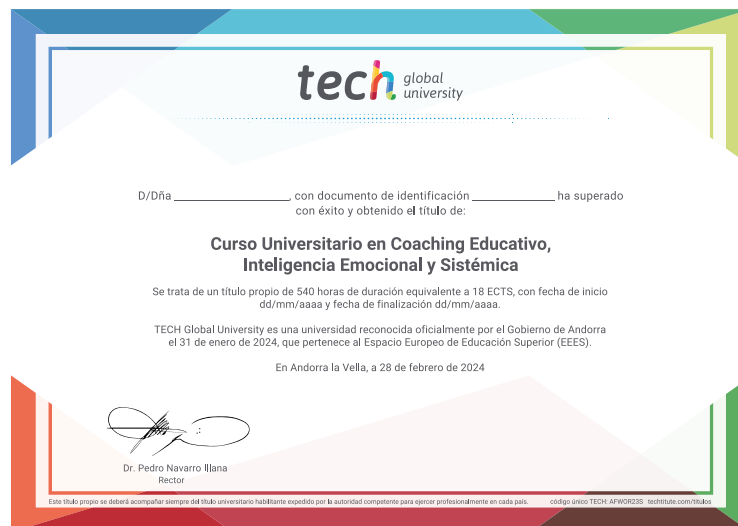 tech global
university
D/Dña ______________, con documento de identificación ______________ ha superado
con éxito y obtenido el título de:
Curso Universitario en Coaching Educativo,
Inteligencia Emocional y Sistémica
Se trata de un título propio de 540 horas de duración equivalente a 18 ECTS, con fecha de inicio
dd/mm/aaaa y fecha de finalización dd/mm/aaaa.
TECH Global University es una universidad reconocida oficialmente por el Gobierno de Andorra
el 31 de enero de 2024, que pertenece al Espacio Europeo de Educación Superior (EEES).
En Andorra la Vella, a 28 de febrero de 2024
Dr. Pedro Navarro Illana
Rector
Este título propio se deberá acompañar siempre del título universitario habilitante expedido por la autoridad competente para ejercer profesionalmente en cada país. código único TECH: AFWOR23S techtitute.com/titulos